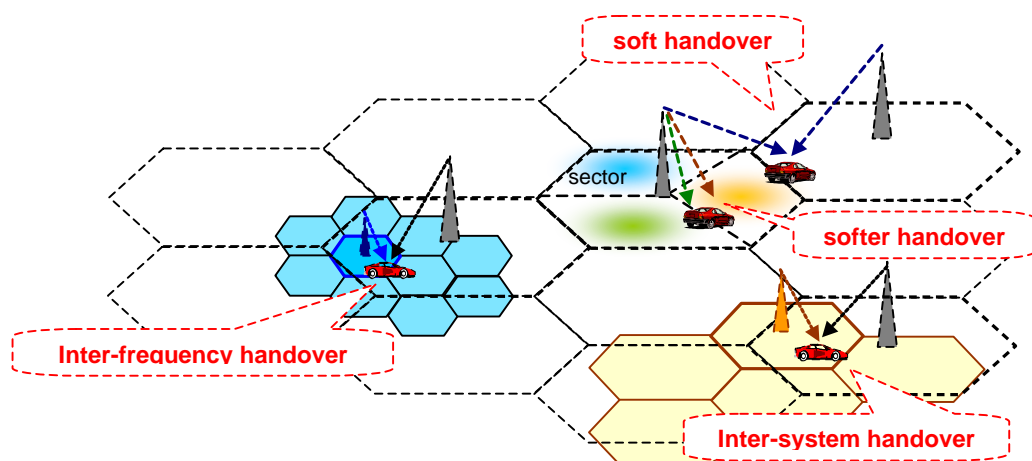 soft handover
sector
softer handover
Inter-frequency handover
Inter-system handover